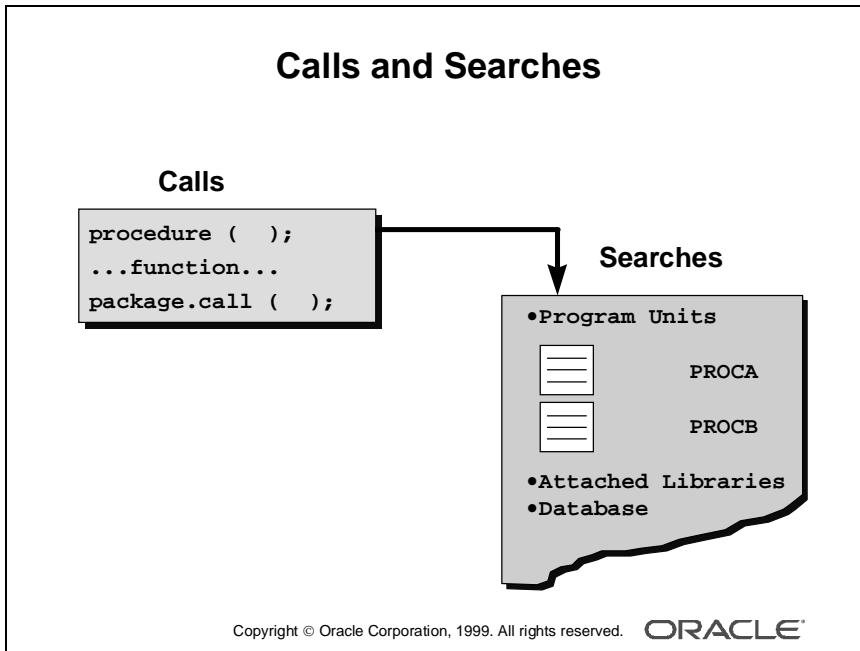 Calls and Searches
Calls
procedure (  );
...function...
package.call (  );
Searches
•Program Units
PROCA
PROCB
•Attached Libraries
•Database
Copyright © Oracle Corporation, 1999. All rights reserved. ORACLE®